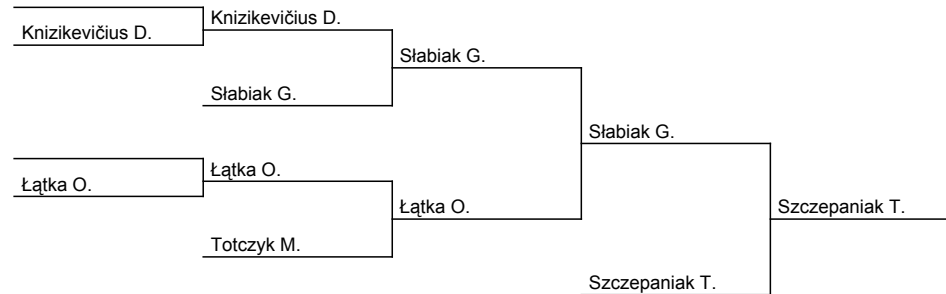 Knizikevičius D.
Knizikevičius D.
Słabiak G.
Słabiak G.
Słabiak G.
Łątka O.
Łątka O.
Łątka O.
Szczepaniak T.
Totczyk M.
Szczepaniak T.